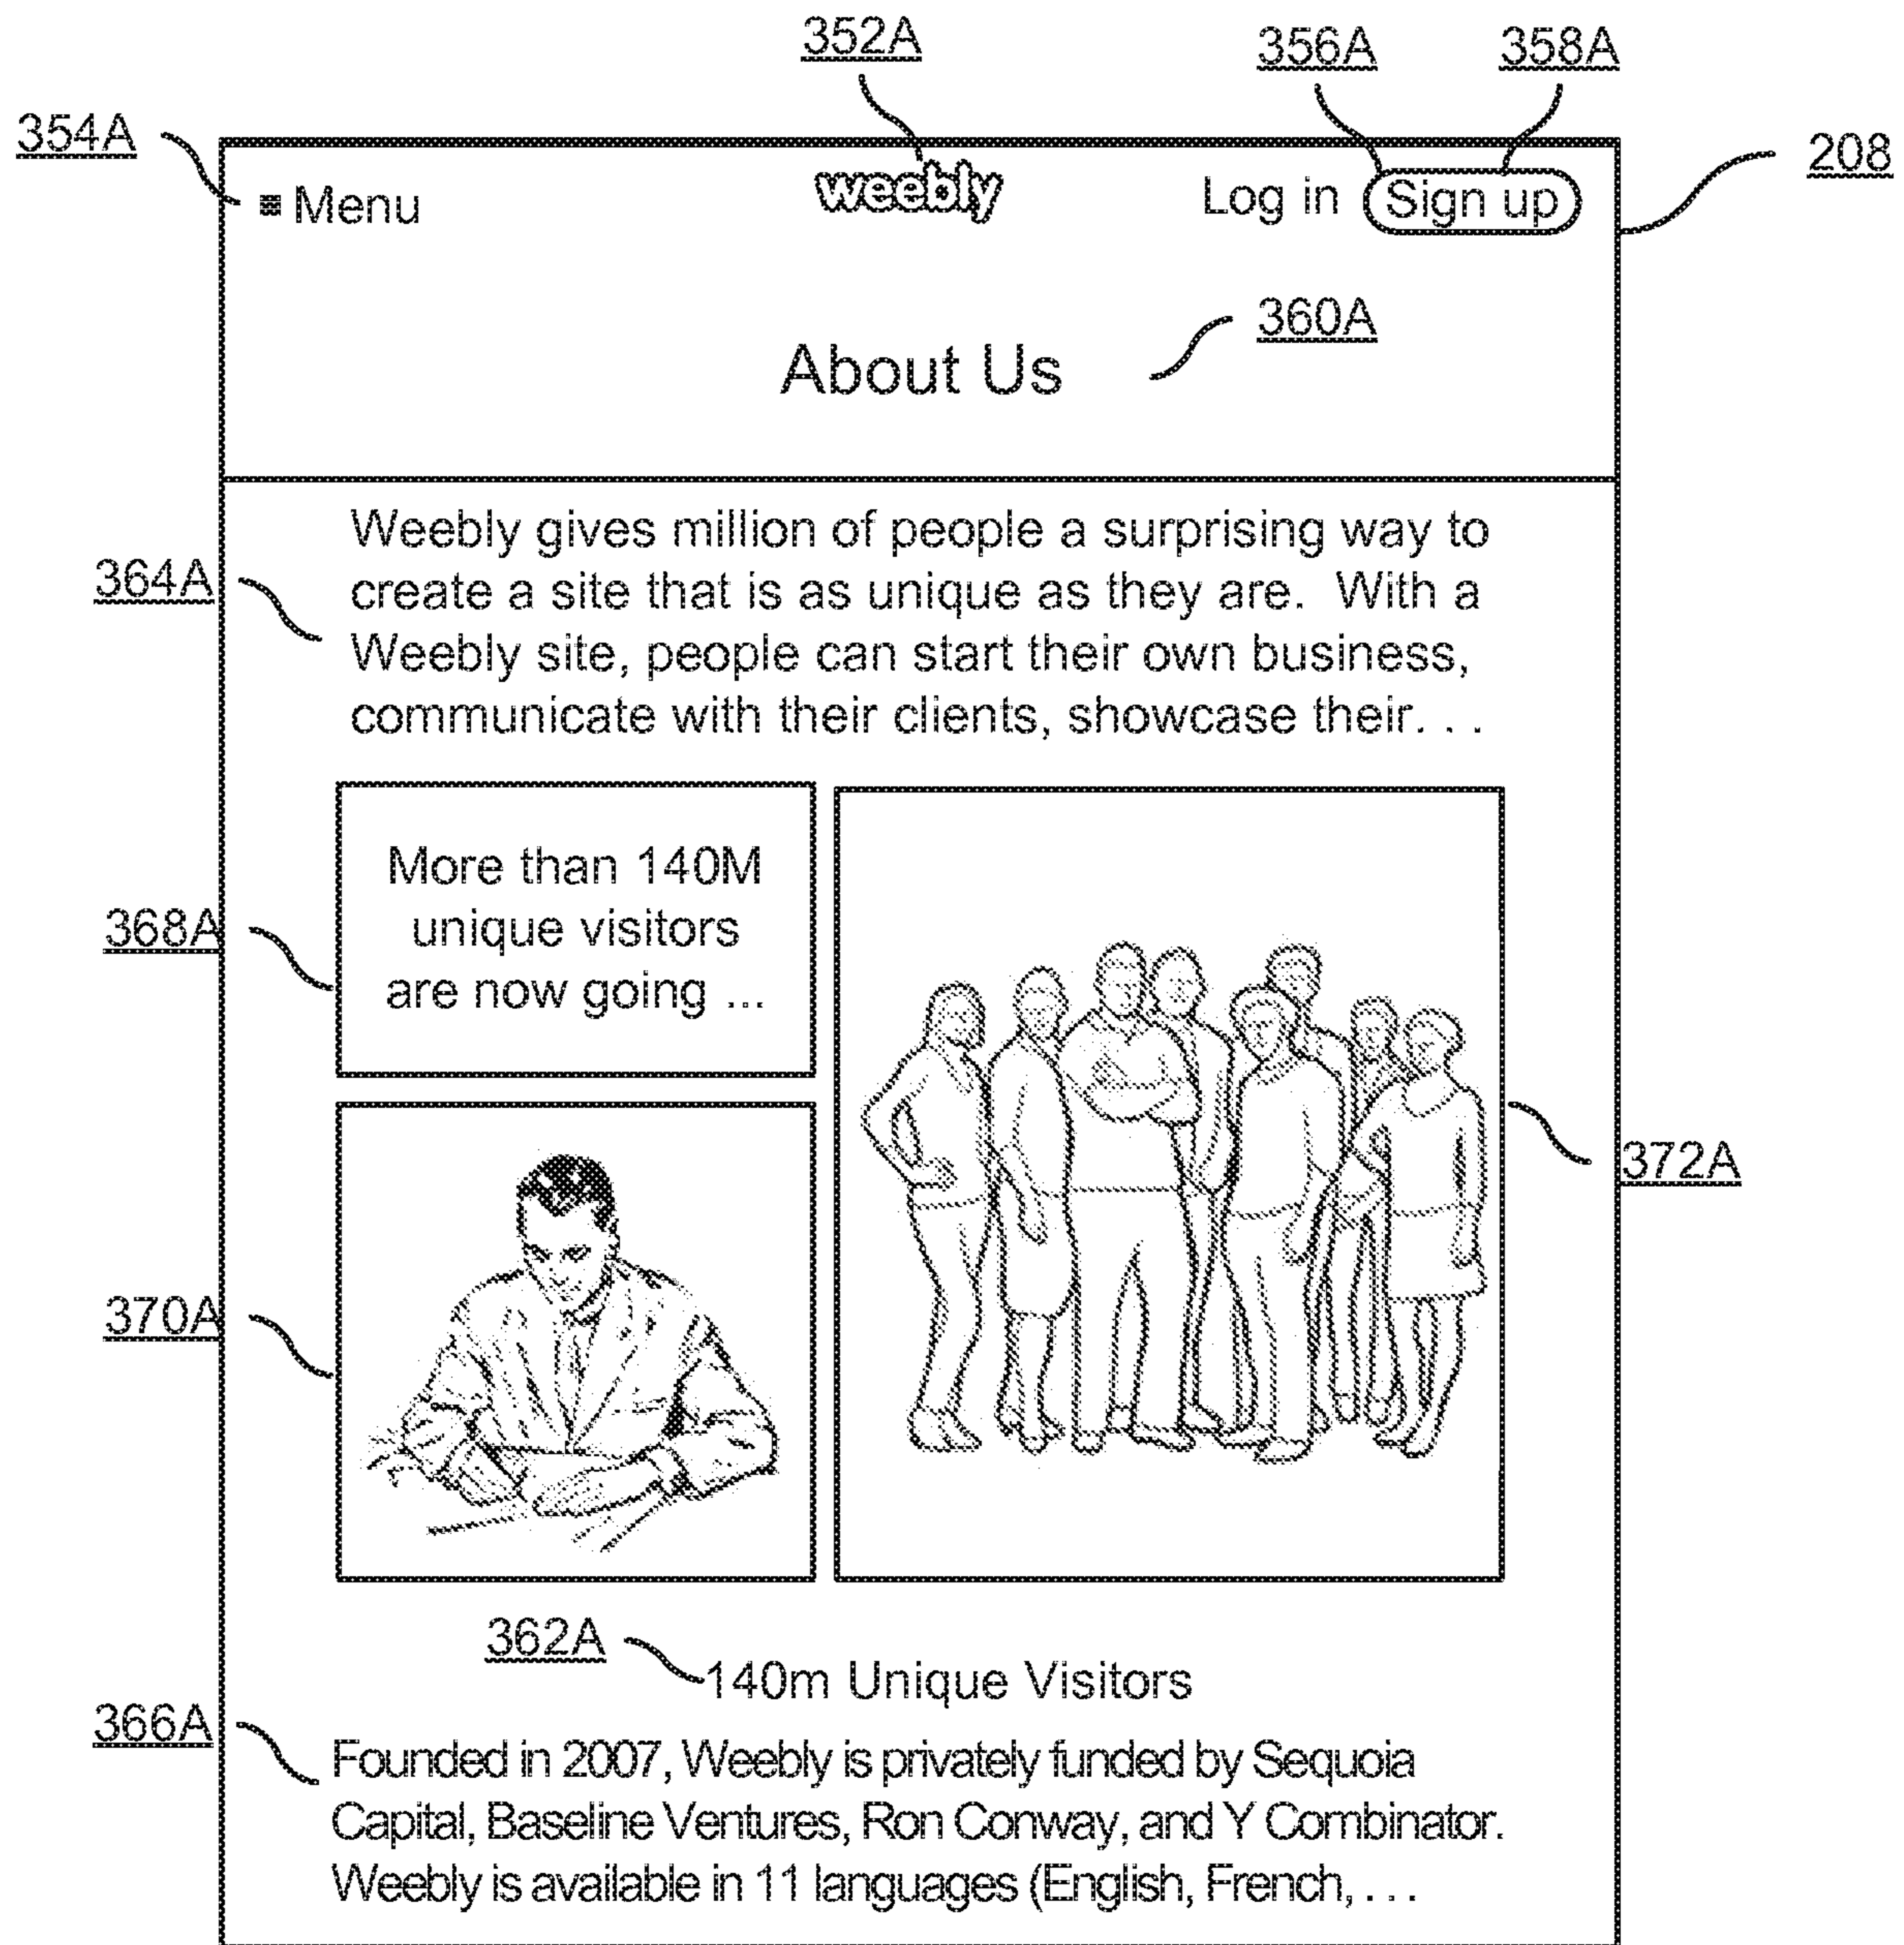 352A
356A 358A
354A
208
≡ Menu
weebly
Log in Sign up
360A
About Us
364A
Weebly gives million of people a surprising way to
create a site that is as unique as they are. With a
Weebly site, people can start their own business,
communicate with their clients, showcase their. . .
368A
More than 140M
unique visitors
are now going ...
372A
370A
362A
140m Unique Visitors
366A
Founded in 2007, Weebly is privately funded by Sequoia
Capital, Baseline Ventures, Ron Conway, and Y Combinator.
Weebly is available in 11 languages (English, French, . . .